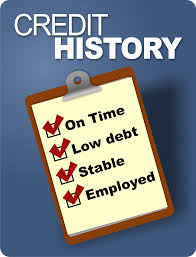 CREDIT
HISTORY
On Time
Low debt
Stable
Employed